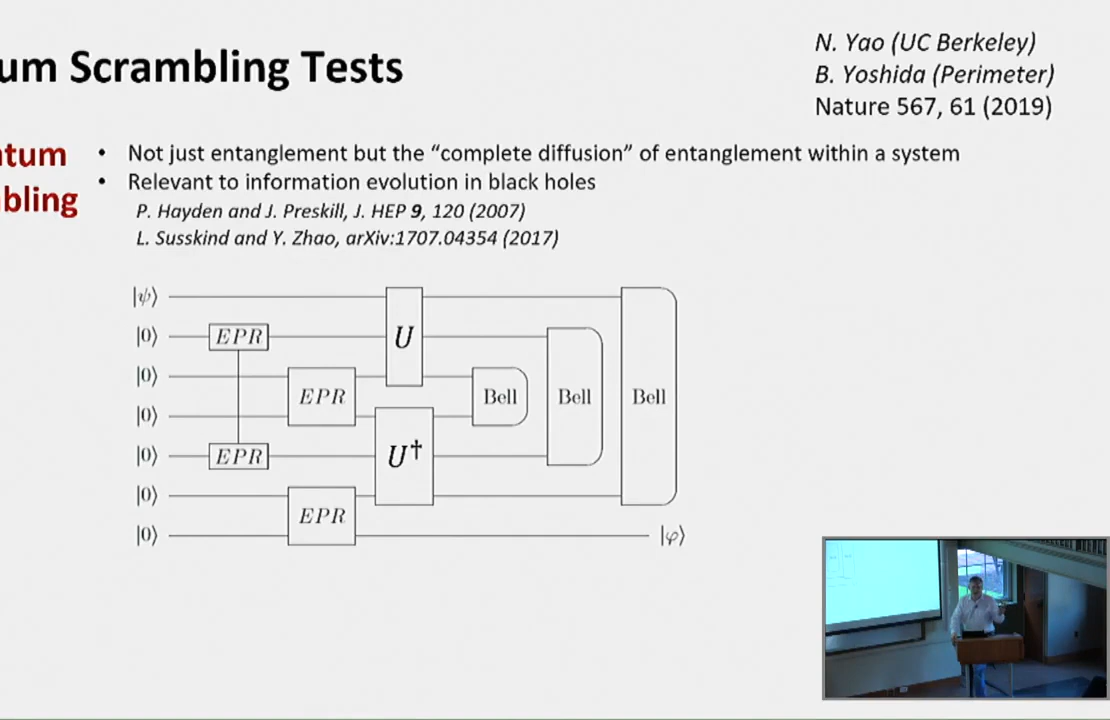 um Scrambling Tests
N. Yao (UC Berkeley)
B. Yoshida (Perimeter)
Nature 567, 61 (2019)
tum
bling
• Not just entanglement but the “complete diffusion” of entanglement within a system
• Relevant to information evolution in black holes
P. Hayden and J. Preskill, J. HEP 9, 120 (2007)
L. Susskind and Y. Zhao, arXiv:1707.04354 (2017)
|ψ⟩
|0⟩ EPR U
|0⟩ EPR Bell Bell Bell
|0⟩
|0⟩ EPR U†
|0⟩ EPR
|0⟩ |φ⟩